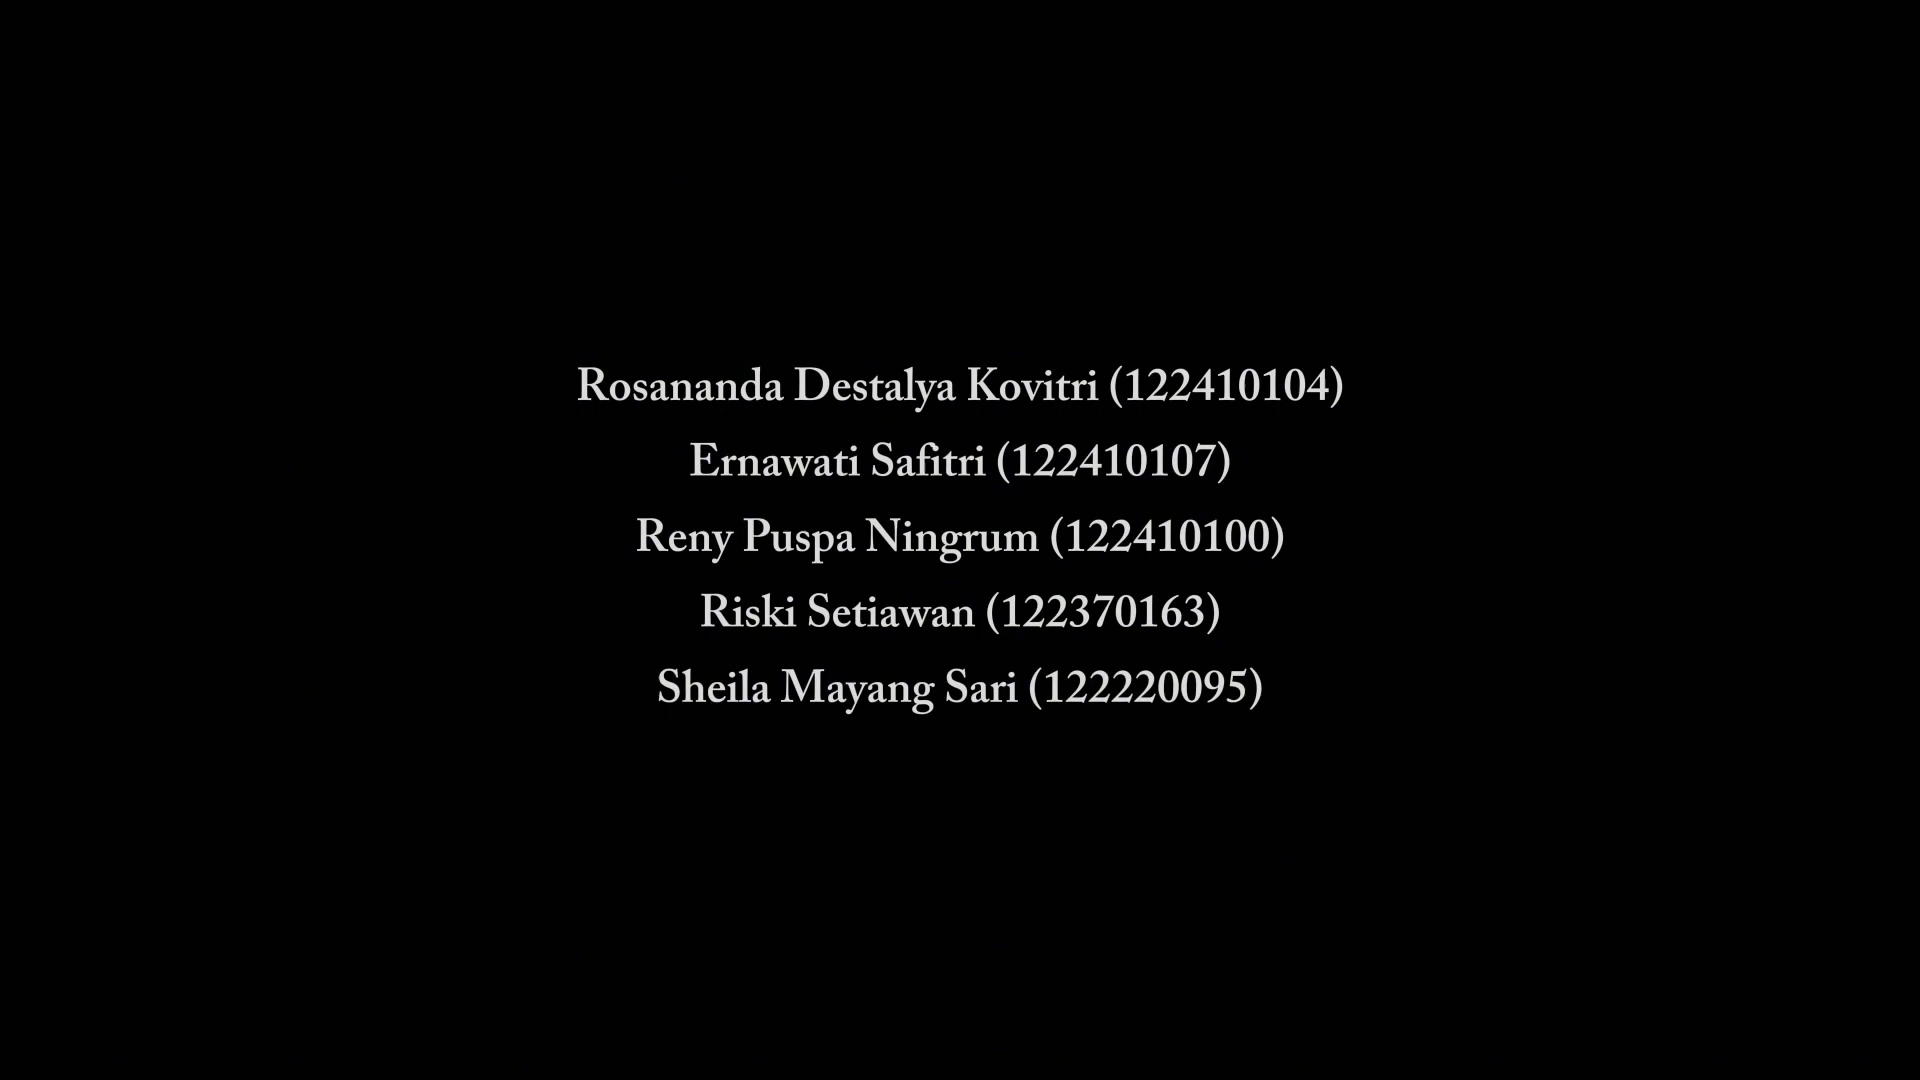 Rosananda Destalya Kovitri (122410104)
Ernawati Safitri (122410107)
Reny Puspa Ningrum (122410100)
Riski Setiawan (122370163)
Sheila Mayang Sari (122220095)